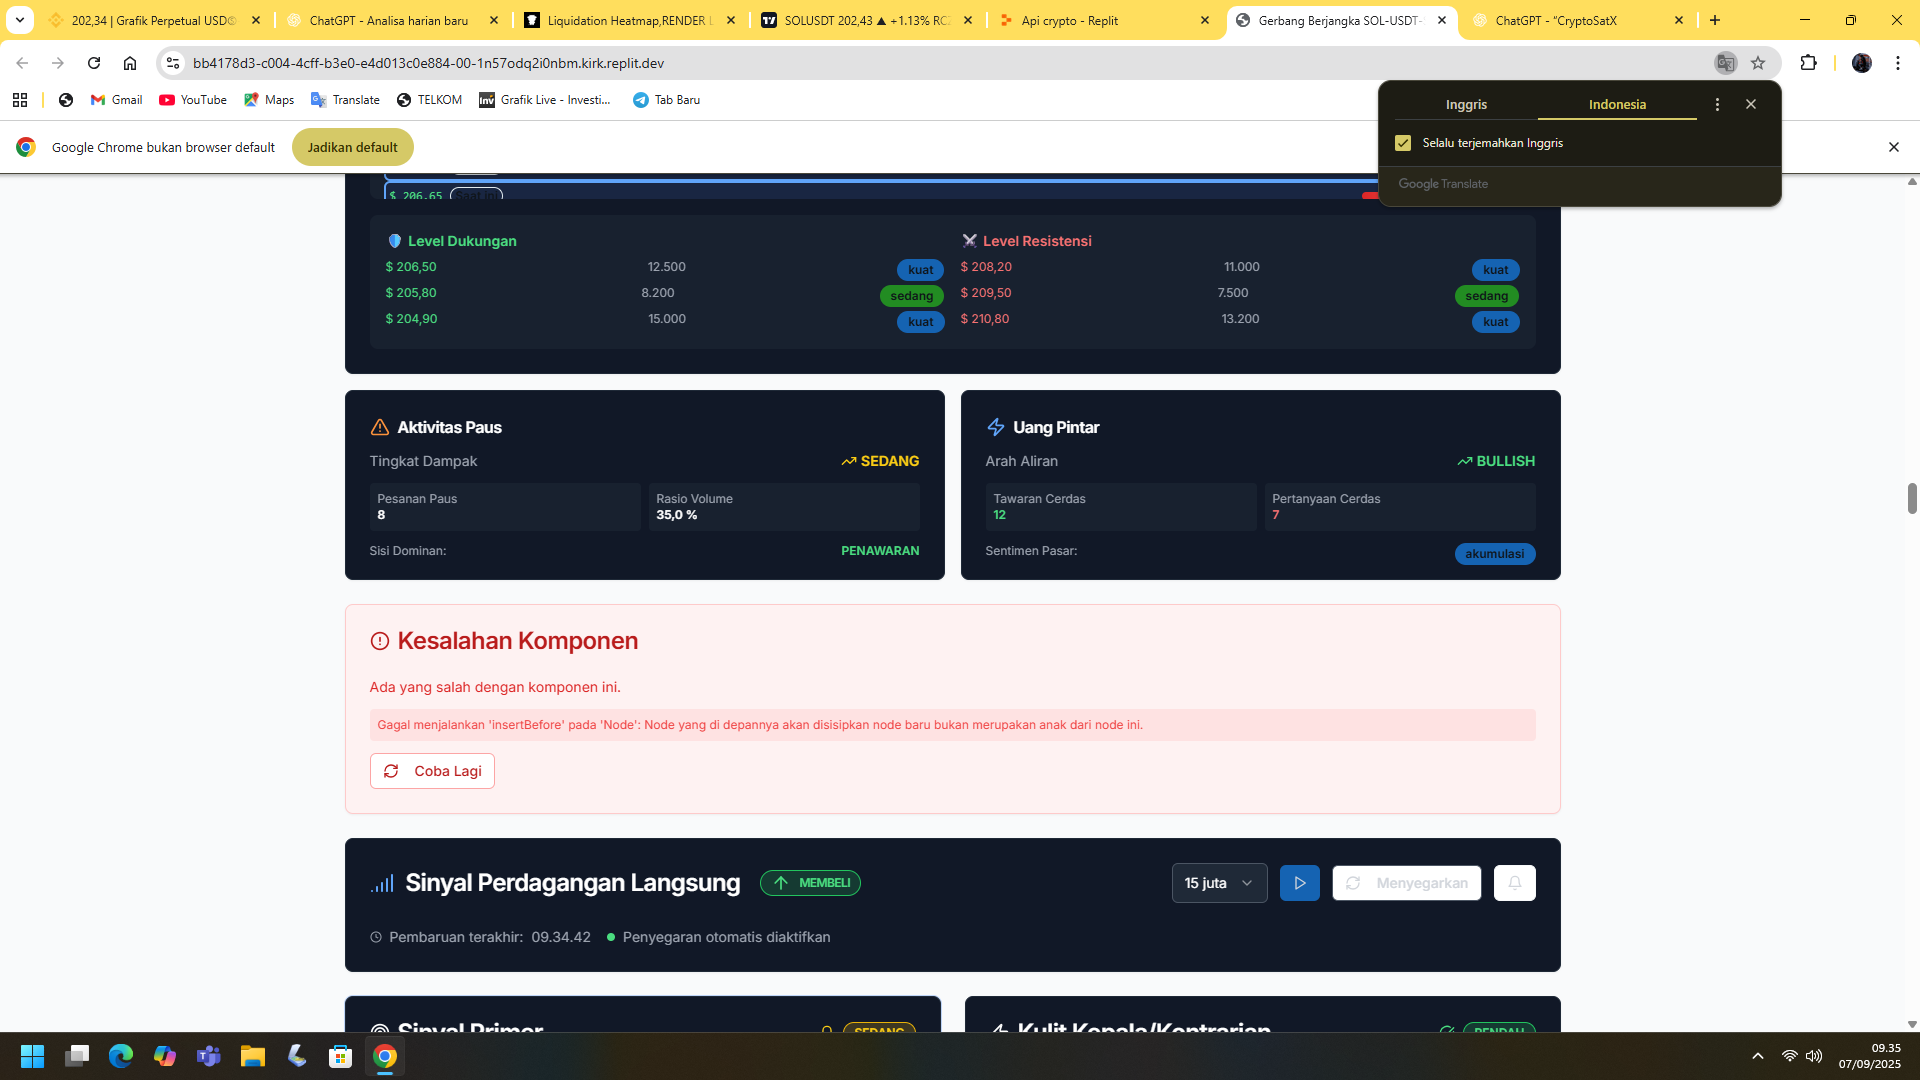 202,34 | Grafik Perpetual USD
ChatGPT - Analisa harian baru
Liquidation Heatmap,RENDER L
SOLUSDT 202,43 ▲ +1.13% RC
Api crypto - Replit
Gerbang Berjangka SOL-USDT-
ChatGPT - "CryptoSatX
bb4178d3-c004-4cff-b3e0-e4d013c0e884-00-1n57odq2i0nbm.kirk.replit.dev
Gmail
YouTube
Maps
Translate
TELKOM
Grafik Live - Investi...
Tab Baru
Inggris
Indonesia
Selalu terjemahkan Inggris
Google Translate
Google Chrome bukan browser default
Jadikan default
$ 206,65
Level Dukungan
$ 206,50 12.500 kuat
$ 205,80 8.200 sedang
$ 204,90 15.000 kuat
Level Resistensi
$ 208,20 11.000 kuat
$ 209,50 7.500 sedang
$ 210,80 13.200 kuat
Aktivitas Paus
Tingkat Dampak SEDANG
Pesanan Paus
8
Rasio Volume
35,0 %
Sisi Dominan: PENAWARAN
Uang Pintar
Arah Aliran BULLISH
Tawaran Cerdas
12
Pertanyaan Cerdas
7
Sentimen Pasar: akumulasi
Kesalahan Komponen
Ada yang salah dengan komponen ini.
Gagal menjalankan 'insertBefore' pada 'Node': Node yang di depannya akan disisipkan node baru bukan merupakan anak dari node ini.
Coba Lagi
Sinyal Perdagangan Langsung
MEMBELI
15 juta
Menyegarkan
Pembaruan terakhir: 09.34.42
Penyegaran otomatis diaktifkan
Sinyal Primer
SEDANG
Kulit Kepala/Kontrarian
RENDAH
09.35
07/09/2025